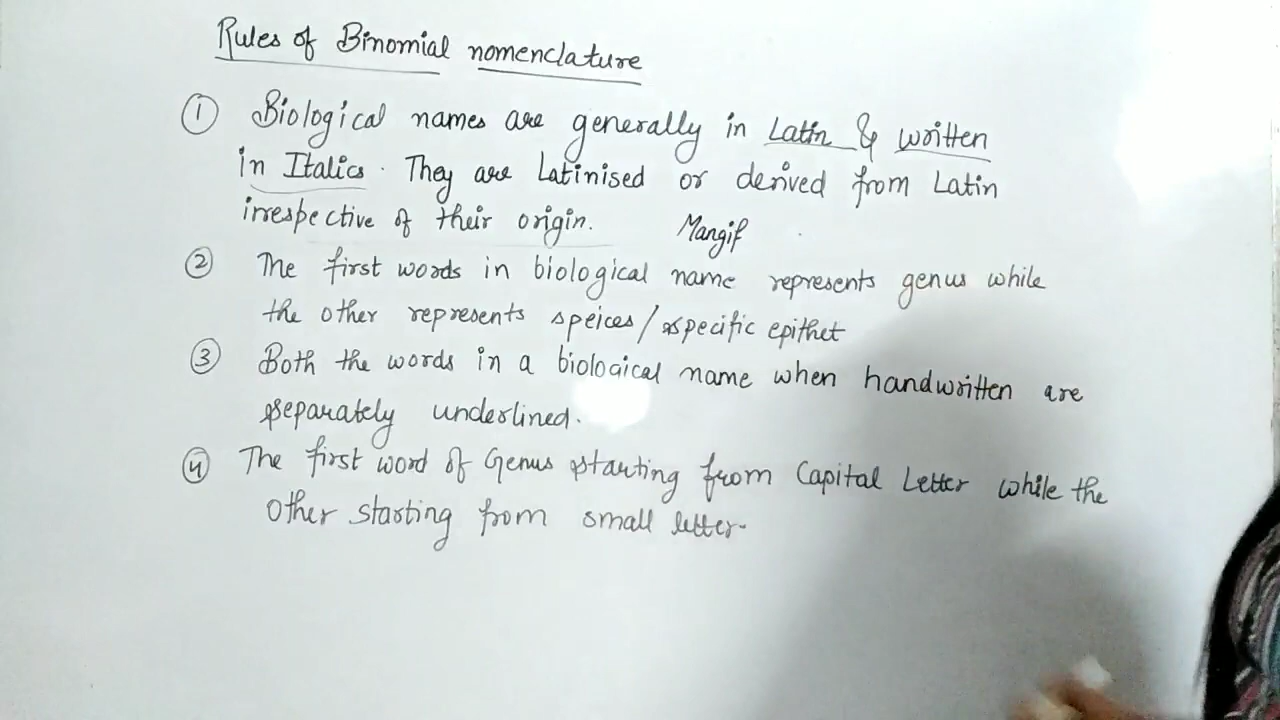 Rules of Binomial nomenclature
① Biological names are generally in Latin & written
in Italics. They are Latinised or derived from Latin
irrespective of their origin.
Mangif
② The first words in biological name represents genus while
the other represents speices/specific epithet
③ Both the words in a biological name when handwritten are
separately underlined.
④ The first word of Genus starting from Capital Letter while the
Other starting from small letter.